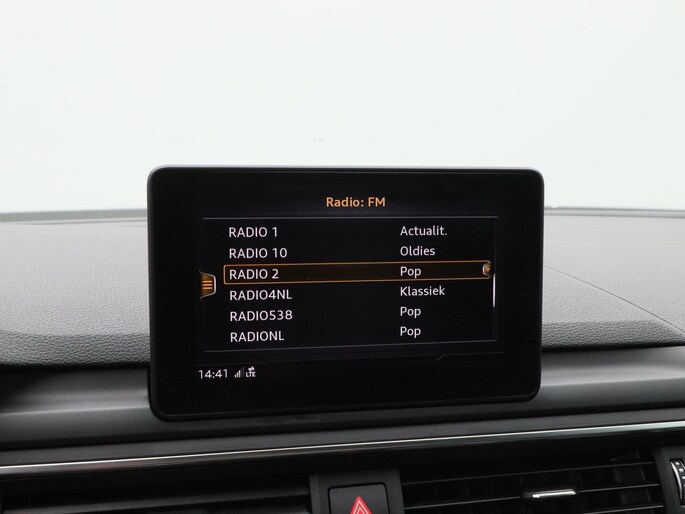 Radio: FM
RADIO 1 Actualit.
RADIO 10 Oldies
RADIO 2 Pop
RADIO4NL Klassiek
RADIO538 Pop
RADIONL Pop
14:41 LTE